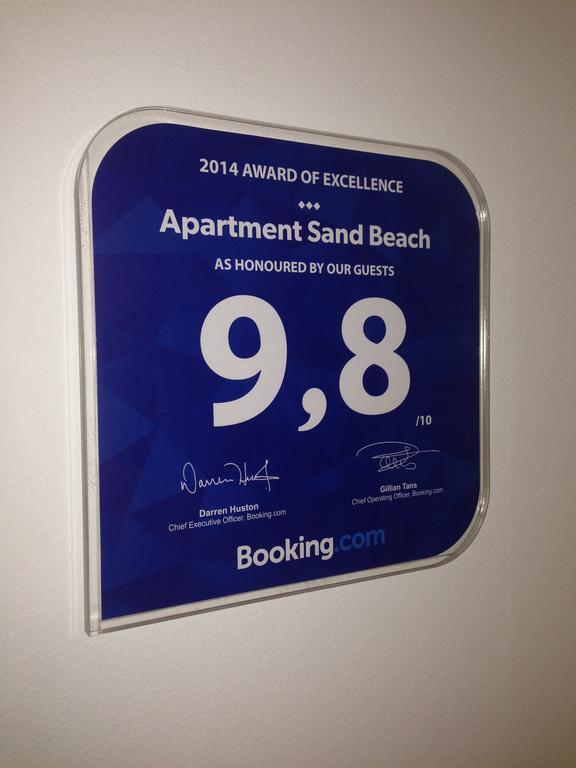 2014 AWARD OF EXCELLENCE
Apartment Sand Beach
AS HONOURED BY OUR GUESTS
9,8
/10
Darren Huston
Chief Executive Officer, Booking.com
Gillian Tans
Chief Operating Officer, Booking.com
Booking.com